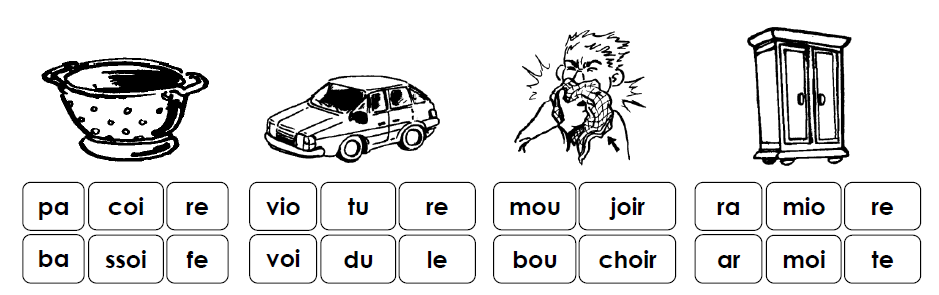 pa coi re vio tu re mou joir ra mio re
ba ssoi fe voi du le bou choir ar moi te